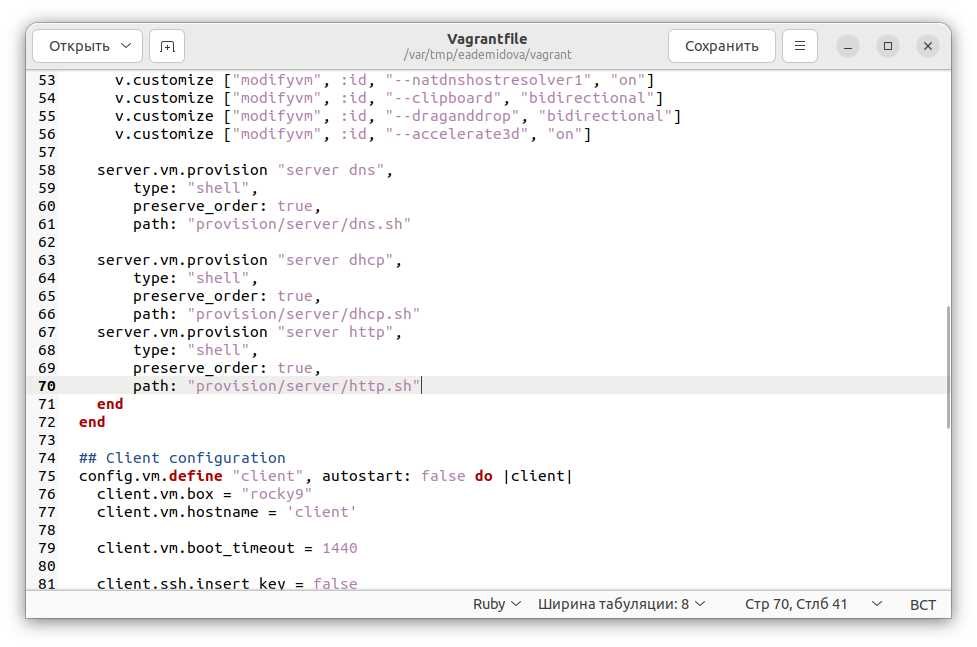 Открыть
Vagrantfile
/var/tmp/eademidova/vagrant
Сохранить
53 v.customize ["modifyvm", :id, "--natdnshostresolver1", "on"]
54 v.customize ["modifyvm", :id, "--clipboard", "bidirectional"]
55 v.customize ["modifyvm", :id, "--draganddrop", "bidirectional"]
56 v.customize ["modifyvm", :id, "--accelerate3d", "on"]
57
58 server.vm.provision "server dns",
59 type: "shell",
60 preserve_order: true,
61 path: "provision/server/dns.sh"
62
63 server.vm.provision "server dhcp",
64 type: "shell",
65 preserve_order: true,
66 path: "provision/server/dhcp.sh"
67 server.vm.provision "server http",
68 type: "shell",
69 preserve_order: true,
70 path: "provision/server/http.sh"
71 end
72 end
73
74 ## Client configuration
75 config.vm.define "client", autostart: false do |client|
76 client.vm.box = "rocky9"
77 client.vm.hostname = 'client'
78
79 client.vm.boot_timeout = 1440
80
81 client.ssh.insert_key = false
Ruby Ширина табуляции: 8 Стр 70, Стлб 41 ВСТ